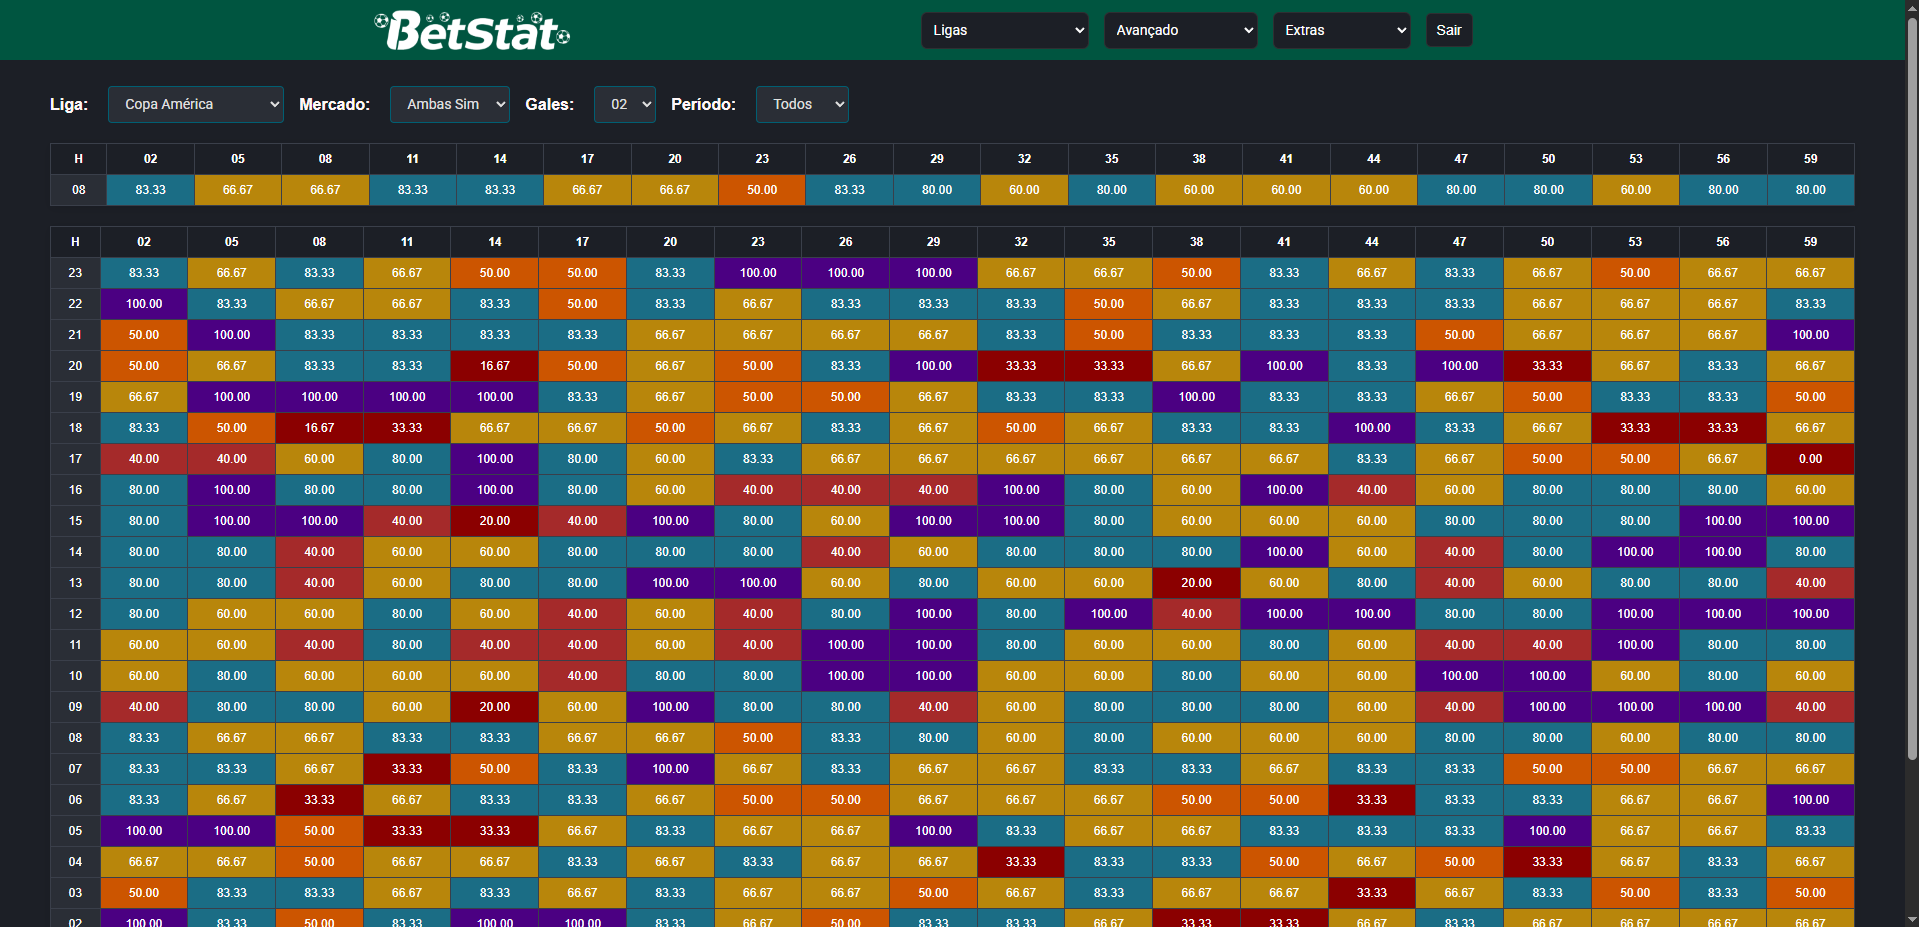 BetStat
Ligas Avançado Extras Sair
Liga: Copa América Mercado: Ambas Sim Gales: 02 Período: Todos
H 02 05 08 11 14 17 20 23 26 29 32 35 38 41 44 47 50 53 56 59
08 83.33 66.67 66.67 83.33 83.33 66.67 66.67 50.00 83.33 80.00 60.00 80.00 60.00 60.00 60.00 80.00 80.00 60.00 80.00 80.00
H 02 05 08 11 14 17 20 23 26 29 32 35 38 41 44 47 50 53 56 59
23 83.33 66.67 83.33 66.67 50.00 50.00 83.33 100.00 100.00 100.00 66.67 66.67 50.00 83.33 66.67 83.33 66.67 50.00 66.67 66.67
22 100.00 83.33 66.67 66.67 83.33 50.00 83.33 66.67 83.33 83.33 83.33 50.00 66.67 83.33 83.33 83.33 66.67 66.67 66.67 83.33
21 50.00 100.00 83.33 83.33 83.33 83.33 66.67 66.67 66.67 66.67 83.33 50.00 83.33 83.33 83.33 50.00 66.67 66.67 66.67 100.00
20 50.00 66.67 83.33 83.33 16.67 50.00 66.67 50.00 83.33 100.00 33.33 33.33 66.67 100.00 83.33 100.00 33.33 66.67 83.33 66.67
19 66.67 100.00 100.00 100.00 100.00 83.33 66.67 50.00 50.00 66.67 83.33 83.33 100.00 83.33 83.33 66.67 50.00 83.33 83.33 50.00
18 83.33 50.00 16.67 33.33 66.67 66.67 50.00 66.67 83.33 66.67 50.00 66.67 83.33 83.33 100.00 83.33 66.67 33.33 33.33 66.67
17 40.00 40.00 60.00 80.00 100.00 80.00 60.00 83.33 66.67 66.67 66.67 66.67 66.67 66.67 83.33 66.67 50.00 50.00 66.67 0.00
16 80.00 100.00 80.00 80.00 100.00 80.00 60.00 40.00 40.00 40.00 100.00 80.00 60.00 100.00 40.00 60.00 80.00 80.00 80.00 60.00
15 80.00 100.00 100.00 40.00 20.00 40.00 100.00 80.00 60.00 100.00 100.00 80.00 60.00 60.00 60.00 80.00 80.00 80.00 100.00 100.00
14 80.00 80.00 40.00 60.00 60.00 80.00 80.00 80.00 40.00 60.00 80.00 80.00 80.00 100.00 60.00 40.00 80.00 100.00 100.00 80.00
13 80.00 80.00 40.00 60.00 80.00 80.00 100.00 100.00 60.00 80.00 60.00 60.00 20.00 60.00 80.00 40.00 60.00 80.00 80.00 40.00
12 80.00 60.00 60.00 80.00 60.00 40.00 60.00 40.00 80.00 100.00 80.00 100.00 40.00 100.00 100.00 80.00 80.00 100.00 100.00 100.00
11 60.00 60.00 40.00 80.00 40.00 40.00 60.00 40.00 100.00 100.00 80.00 60.00 60.00 80.00 60.00 40.00 40.00 100.00 80.00 80.00
10 60.00 80.00 60.00 60.00 60.00 40.00 80.00 80.00 100.00 100.00 60.00 60.00 80.00 60.00 60.00 100.00 100.00 60.00 80.00 60.00
09 40.00 80.00 80.00 60.00 20.00 60.00 100.00 80.00 80.00 40.00 60.00 80.00 80.00 80.00 60.00 40.00 100.00 100.00 100.00 40.00
08 83.33 66.67 66.67 83.33 83.33 66.67 66.67 50.00 83.33 80.00 60.00 80.00 60.00 60.00 60.00 80.00 80.00 60.00 80.00 80.00
07 83.33 83.33 66.67 33.33 50.00 83.33 100.00 66.67 83.33 66.67 66.67 83.33 83.33 66.67 83.33 83.33 50.00 50.00 66.67 66.67
06 83.33 66.67 33.33 66.67 83.33 83.33 66.67 50.00 50.00 66.67 66.67 66.67 50.00 50.00 33.33 83.33 83.33 66.67 66.67 100.00
05 100.00 100.00 50.00 33.33 33.33 66.67 83.33 66.67 66.67 100.00 83.33 66.67 66.67 83.33 83.33 83.33 100.00 66.67 66.67 83.33
04 66.67 66.67 50.00 66.67 66.67 83.33 66.67 83.33 66.67 66.67 33.33 83.33 83.33 50.00 66.67 50.00 33.33 66.67 83.33 66.67
03 50.00 83.33 83.33 66.67 83.33 66.67 83.33 66.67 66.67 50.00 66.67 83.33 66.67 66.67 33.33 66.67 83.33 50.00 83.33 50.00
02 100.00 83.33 50.00 83.33 100.00 100.00 83.33 66.67 50.00 83.33 83.33 66.67 33.33 33.33 66.67 83.33 66.67 66.67 66.67 66.67